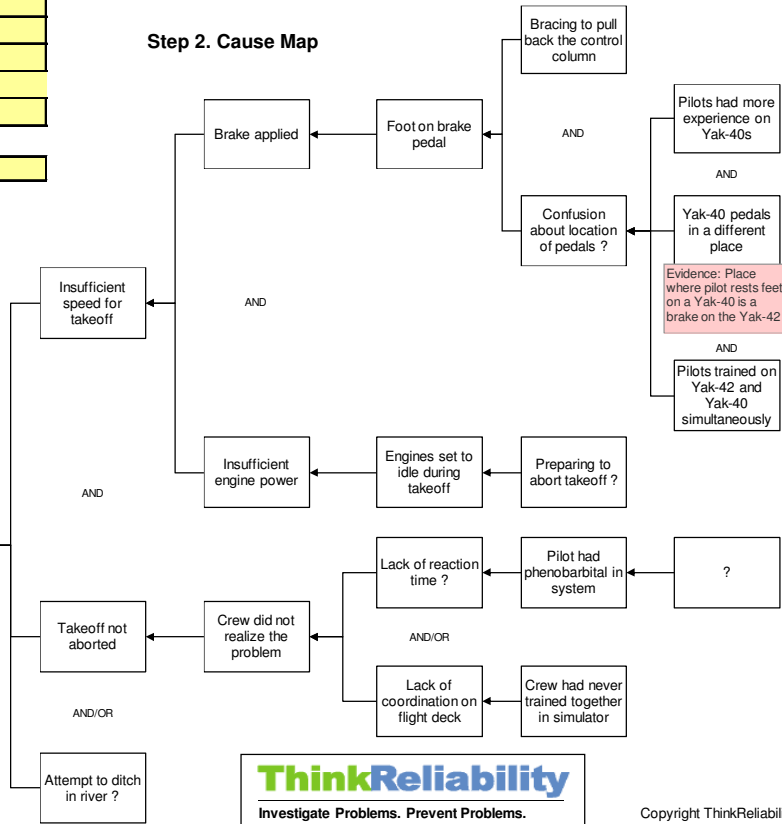 Step 2. Cause Map
Bracing to pull
back the control
column
Brake applied
Foot on brake
pedal
AND
Pilots had more
experience on
Yak-40s
AND
Confusion
about location
of pedals ?
Yak-40 pedals
in a different
place
Evidence: Place
where pilot rests feet
on a Yak-40 is a
brake on the Yak-42
AND
Pilots trained on
Yak-42 and
Yak-40
simultaneously
Insufficient
speed for
takeoff
AND
Insufficient
engine power
Engines set to
idle during
takeoff
Preparing to
abort takeoff ?
AND
Lack of reaction
time ?
Pilot had
phenobarbital in
system
?
Takeoff not
aborted
Crew did not
realize the
problem
AND/OR
Lack of
coordination on
flight deck
Crew had never
trained together
in simulator
AND/OR
Attempt to ditch
in river ?
ThinkReliability
Investigate Problems. Prevent Problems.
Copyright ThinkReliabil